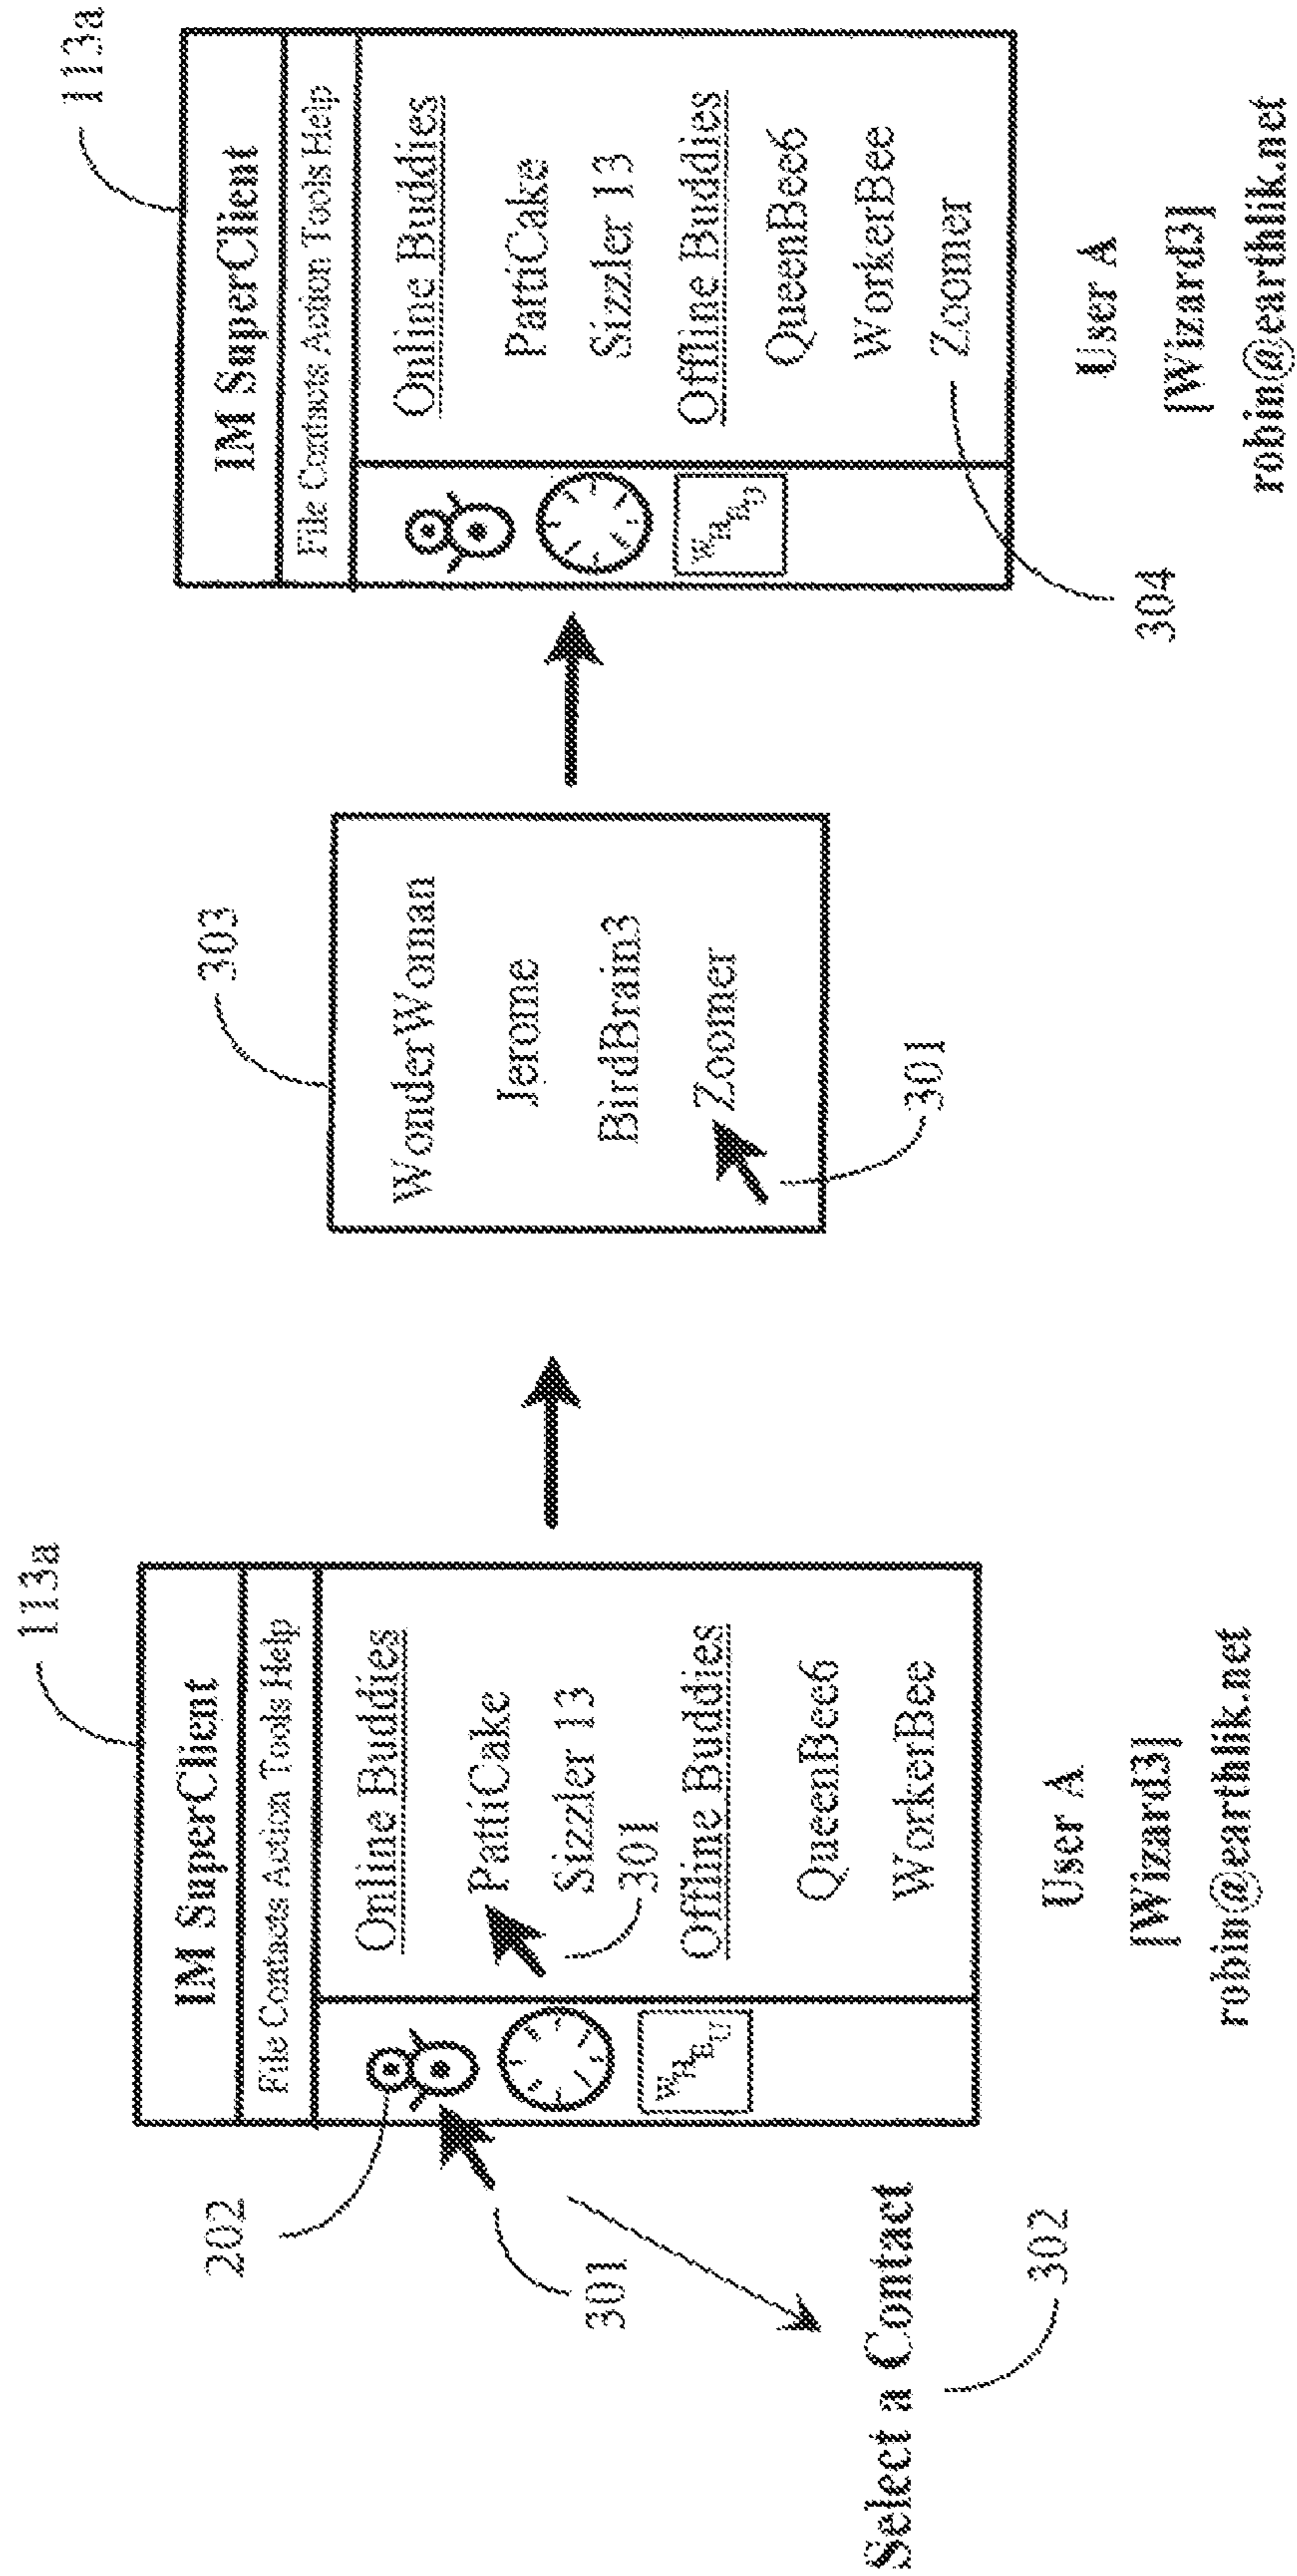 113a
IM SuperClient
File Contacts Action Tools Help
Online Buddies
PattiCake
Sizzler 13
301
Offline Buddies
QueenBee6
WorkerBee
202
301
Select a Contact
302
User A
[Wizard3]
robin@earthlik.net
303
WonderWoman
Jerome
BirdBrain3
Zoomer
301
113a
IM SuperClient
File Contacts Action Tools Help
Online Buddies
PattiCake
Sizzler 13
Offline Buddies
QueenBee6
WorkerBee
Zoomer
304
User A
[Wizard3]
robin@earthlik.net